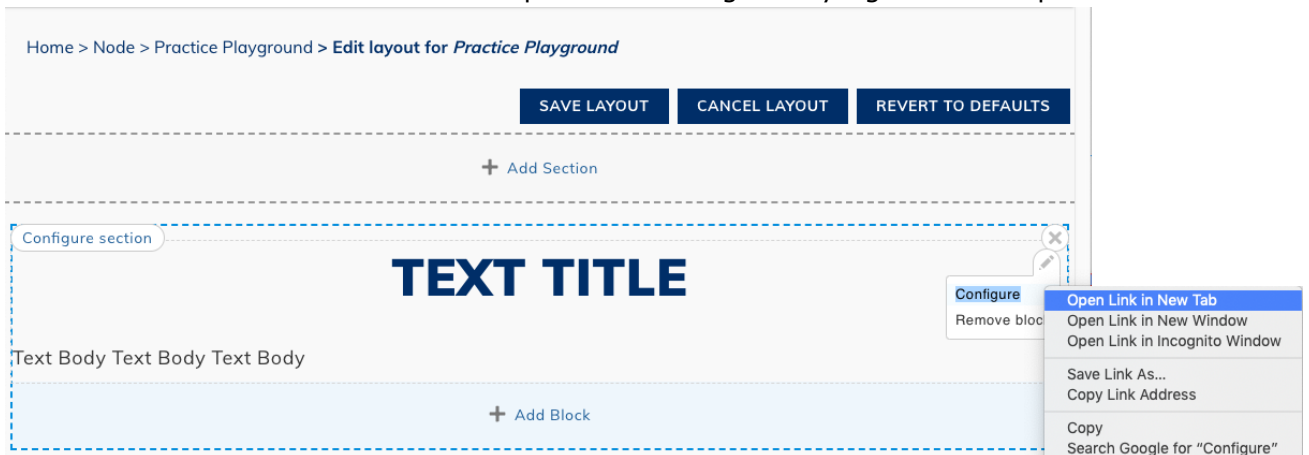 Home > Node > Practice Playground > Edit layout for Practice Playground
SAVE LAYOUT CANCEL LAYOUT REVERT TO DEFAULTS
Add Section
Configure section
TEXT TITLE
Configure
Remove bloc
Text Body Text Body Text Body
Add Block
Open Link in New Tab
Open Link in New Window
Open Link in Incognito Window
Save Link As...
Copy Link Address
Copy
Search Google for “Configure”